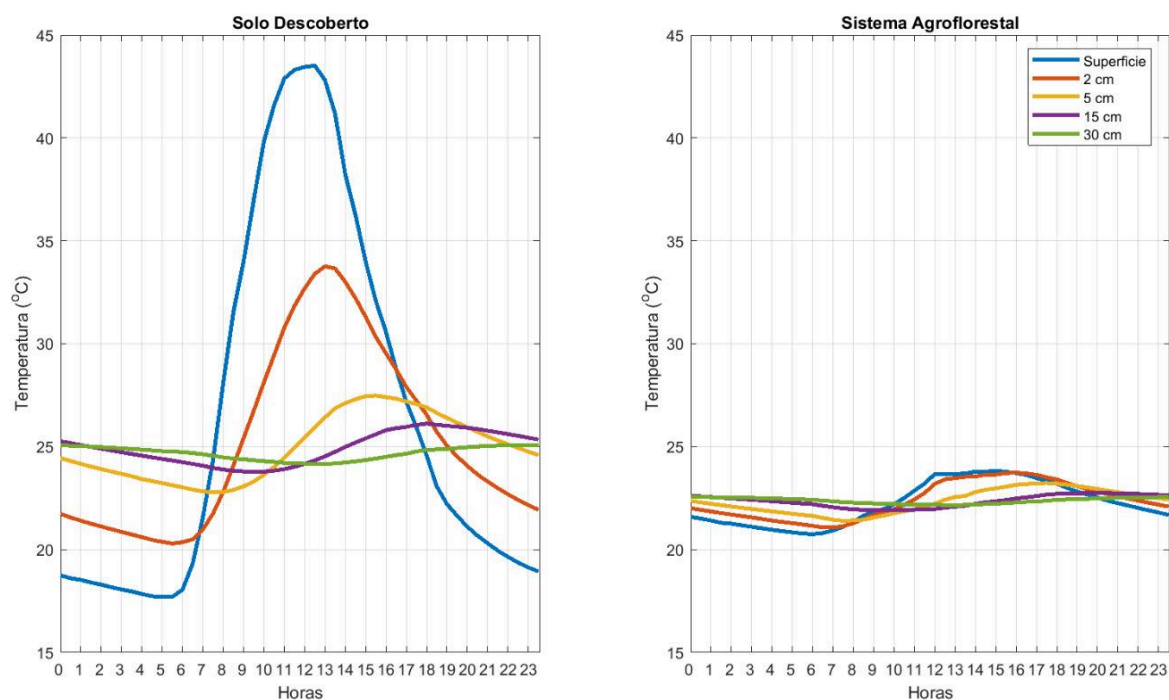 Solo Descoberto
45
40
35
30
25
20
15
Temperatura (°C)
0 1 2 3 3 5 6 7 8 9 10 11 12 13 14 15 16 17 18 19 20 21 22 23
Horas
Sistema Agroflorestal
Superficie
2 cm
5 cm
15 cm
30 cm
45
40
35
30
25
20
15
Temperatura (°C)
0 1 2 3 3 5 6 7 8 9 10 11 12 13 14 15 16 17 18 19 20 21 22 23
Horas